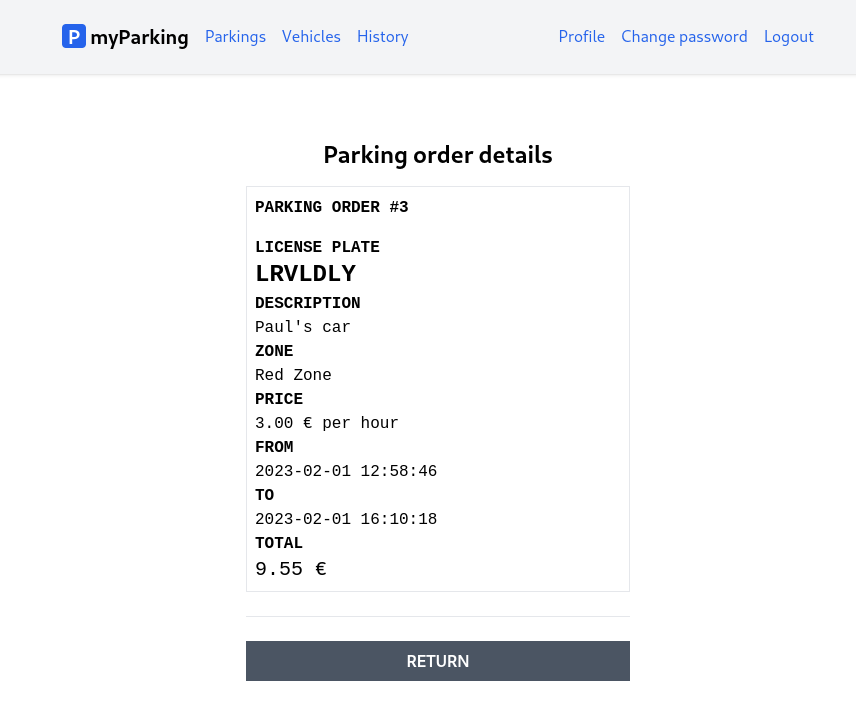 P myParking Parkings Vehicles History Profile Change password Logout
Parking order details
PARKING ORDER #3
LICENSE PLATE
LRVLDLY
DESCRIPTION
Paul's car
ZONE
Red Zone
PRICE
3.00 € per hour
FROM
2023-02-01 12:58:46
TO
2023-02-01 16:10:18
TOTAL
9.55 €
RETURN